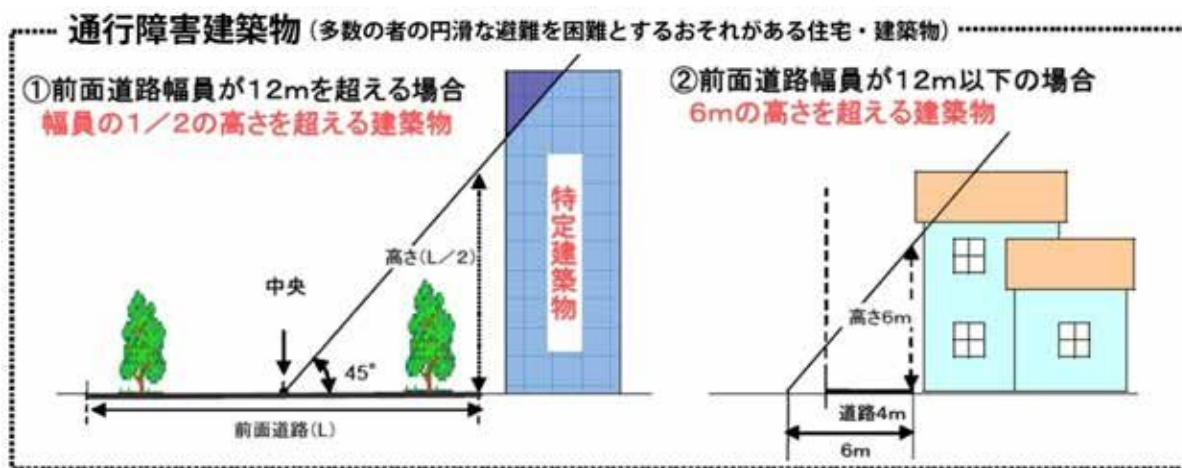 通行障害建築物(多数の者の円滑な避難を困難とするおそれがある住宅・建築物)
①前面道路幅員が12mを超える場合
幅員の1/2の高さを超える建築物
特定建築物
高さ(L/2)
中央
45°
前面道路(L)
②前面道路幅員が12m以下の場合
6mの高さを超える建築物
高さ6m
道路4m
6m